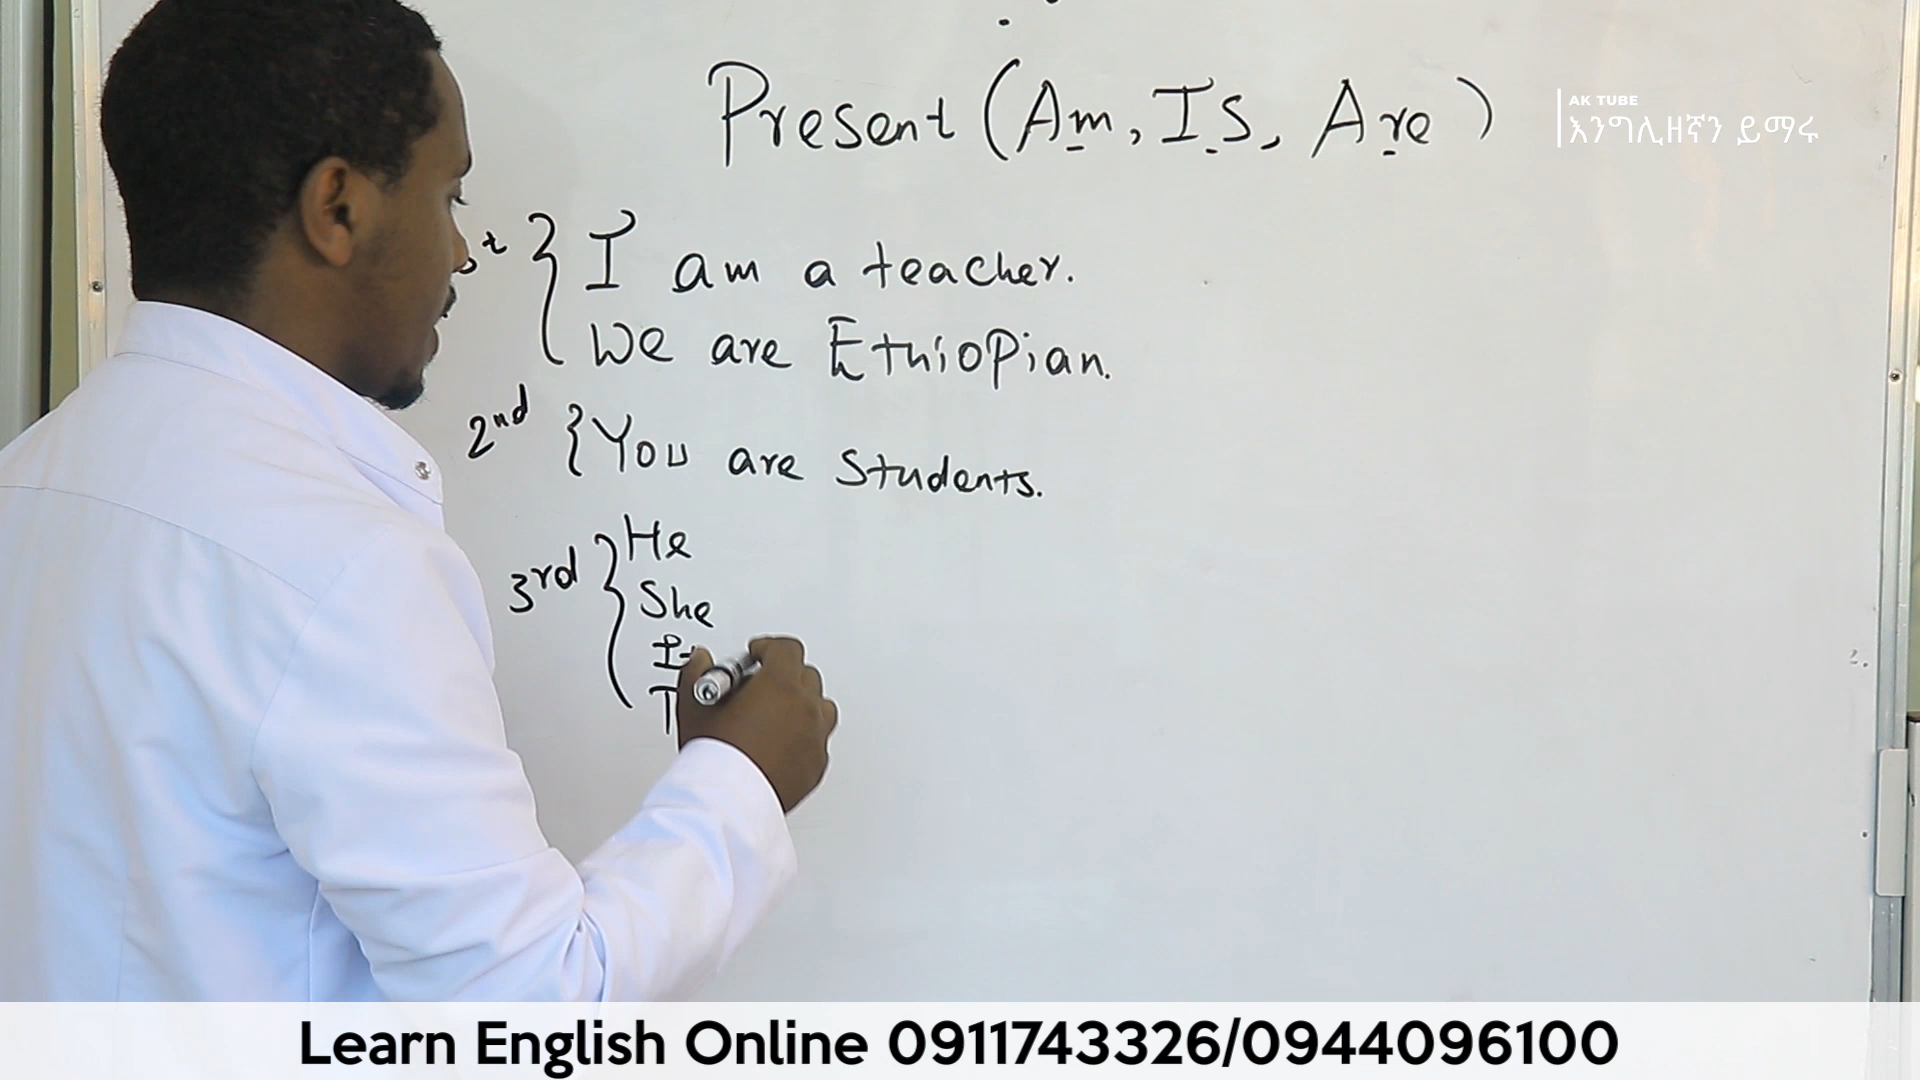 Present (Am, Is, Are)
AK TUBE
እንግሊዘኛን ይማሩ
I am a teacher.
We are Ethiopian.
2nd { You are students.
3rd { He
She
It
Learn English Online 0911743326/0944096100